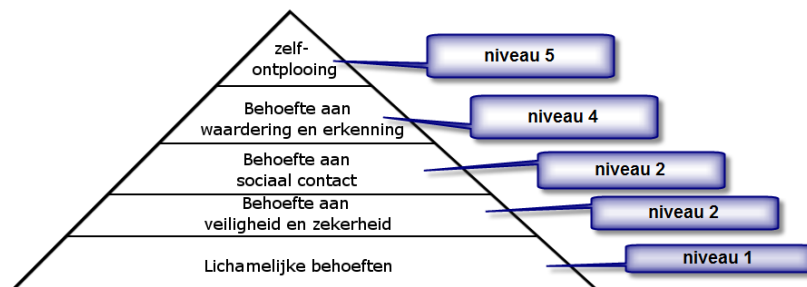 zelf-
ontplooing
niveau 5
Behoefte aan
waardering en erkenning
niveau 4
Behoefte aan
sociaal contact
niveau 2
Behoefte aan
veiligheid en zekerheid
niveau 2
Lichamelijke behoeften
niveau 1